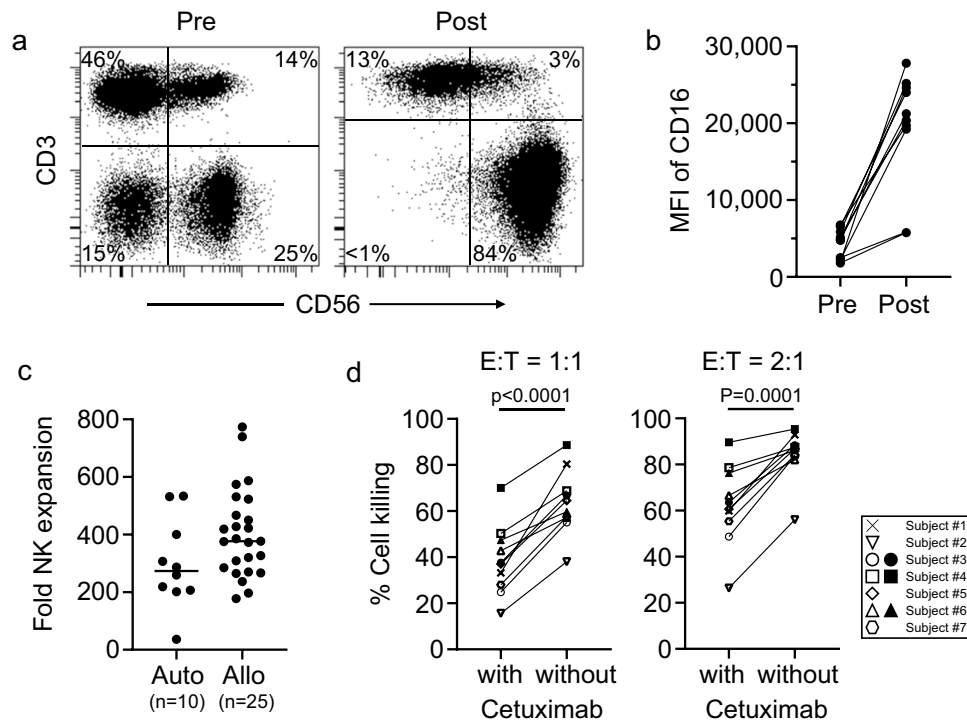 a
Pre
Post
46%
14%
15%
25%
13%
3%
<1%
84%
CD3
CD56
b
30,000
20,000
10,000
0
MFI of CD16
Pre Post
c
800
600
400
200
0
Fold NK expansion
Auto Allo
(n=10) (n=25)
d
E:T = 1:1
p<0.0001
100
80
60
40
20
0
% Cell killing
with without
Cetuximab
E:T = 2:1
P=0.0001
100
80
60
40
20
0
with without
Cetuximab
Subject #1
Subject #2
Subject #3
Subject #4
Subject #5
Subject #6
Subject #7